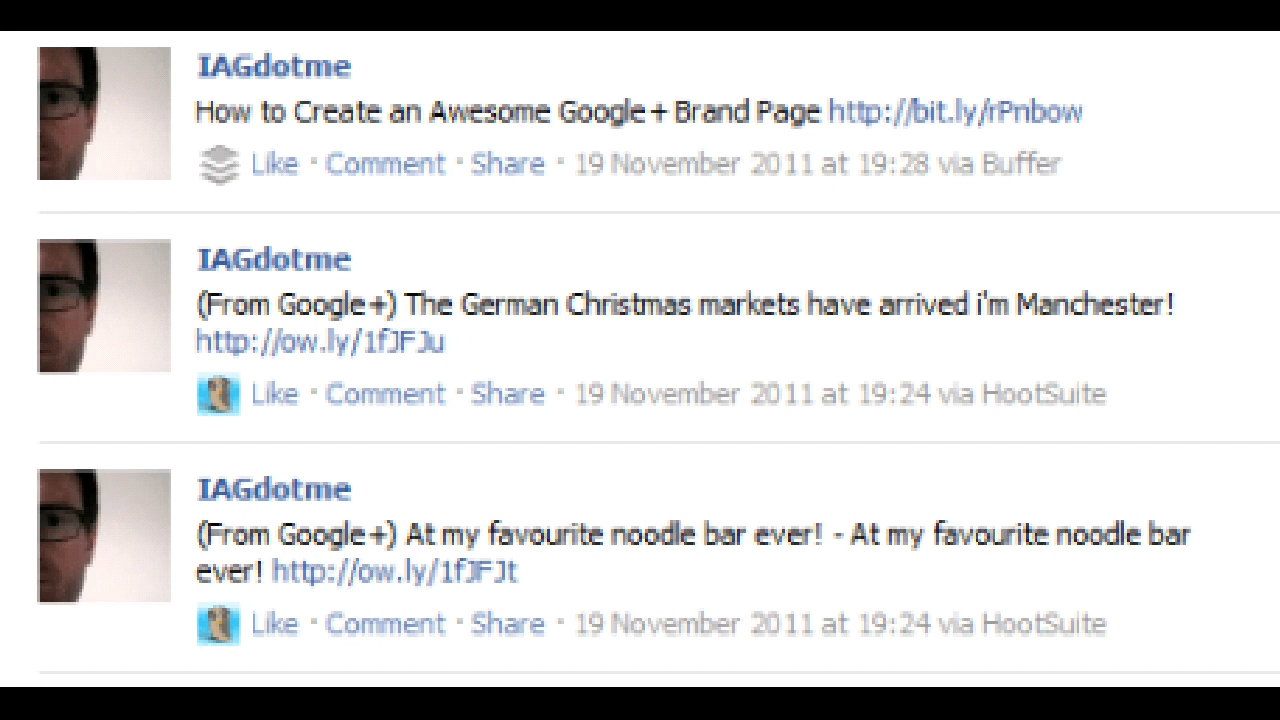 IAGdotme
How to Create an Awesome Google+ Brand Page http://bit.ly/rPnbow
Like · Comment · Share · 19 November 2011 at 19:28 via Buffer
IAGdotme
(From Google+) The German Christmas markets have arrived i'm Manchester!
http://ow.ly/1fJFJu
Like · Comment · Share · 19 November 2011 at 19:24 via HootSuite
IAGdotme
(From Google+) At my favourite noodle bar ever! - At my favourite noodle bar
ever! http://ow.ly/1fJFJt
Like · Comment · Share · 19 November 2011 at 19:24 via HootSuite